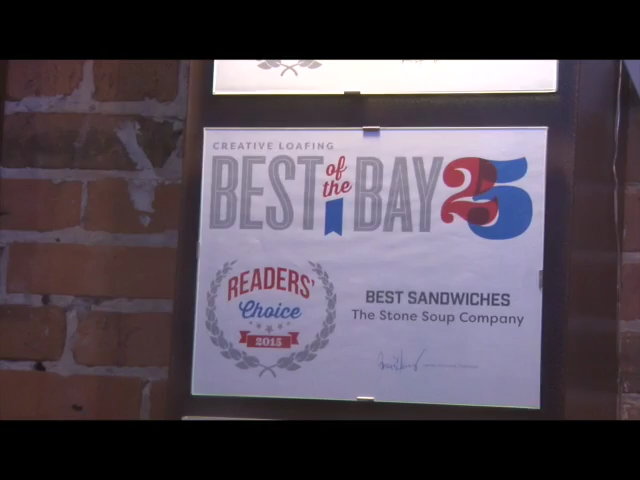 CREATIVE LOAFING
BEST of the BAY 25
READERS'
Choice
2015
BEST SANDWICHES
The Stone Soup Company